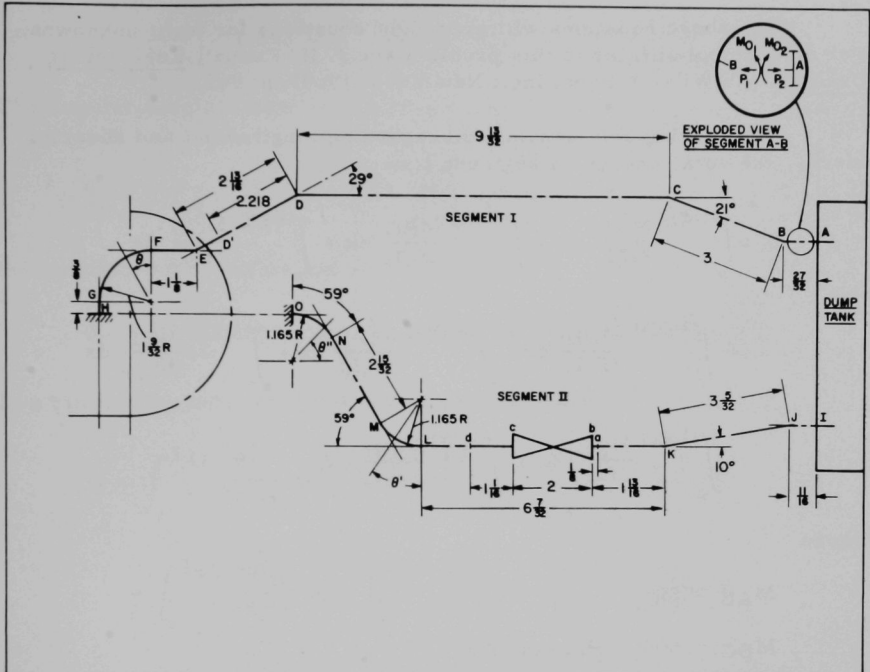 M₀₁ M₀₂
B A
P₁ P₂
EXPLODED VIEW
OF SEGMENT A-B
9 13/32
2 13/16
2.218
29°
D
C
SEGMENT I
21°
B A
3
27/32
DUMP
TANK
F
E
D'
θ
3/8
1 1/8
G
H
1 9/32 R
59°
O
1.165 R
N
θ"
2 15/32
SEGMENT II
59°
M
1.165 R
L
θ'
d
c
b
a
1/8
1 1/16
2
1 13/16
6 7/32
3 5/32
J I
K
10°
11/16